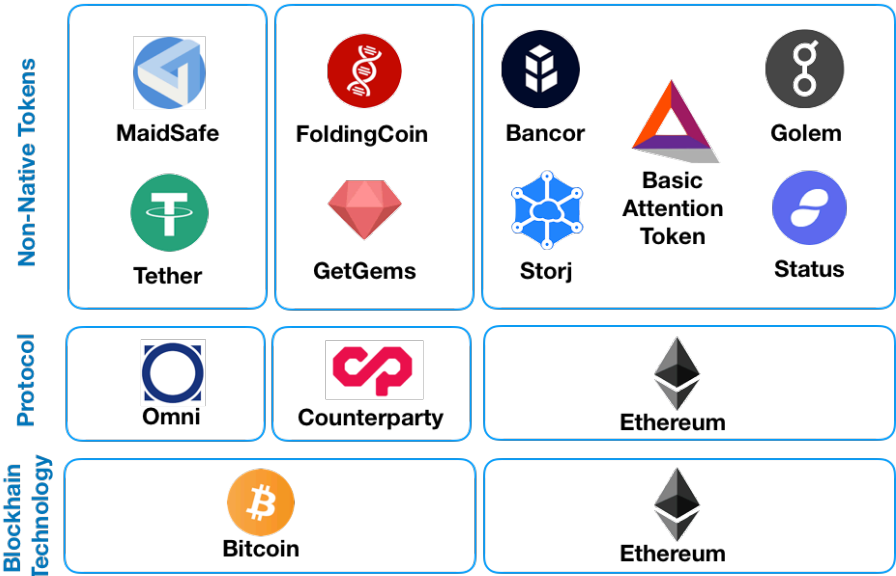 Non-Native Tokens
MaidSafe
Tether
FoldingCoin
GetGems
Bancor
Basic
Attention
Token
Golem
Storj
Status
Protocol
Omni
Counterparty
Ethereum
Blockhain
Technology
Bitcoin
Ethereum